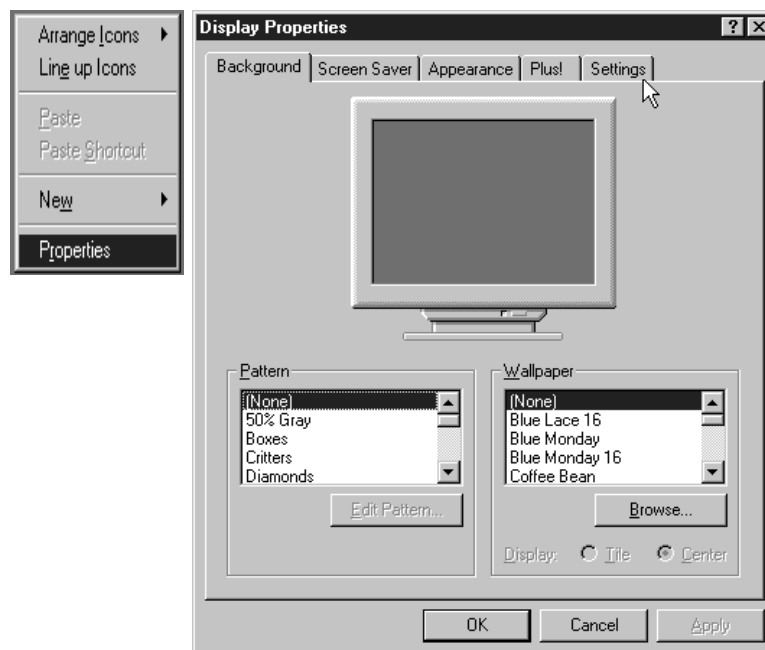 Arrange Icons
Line up Icons
Paste
Paste Shortcut
New
Properties
Display Properties
Background Screen Saver Appearance Plus! Settings
Pattern
(None)
50% Gray
Boxes
Critters
Diamonds
Edit Pattern...
Wallpaper
(None)
Blue Lace 16
Blue Monday
Blue Monday 16
Coffee Bean
Browse...
Display: Tile Center
OK Cancel Apply